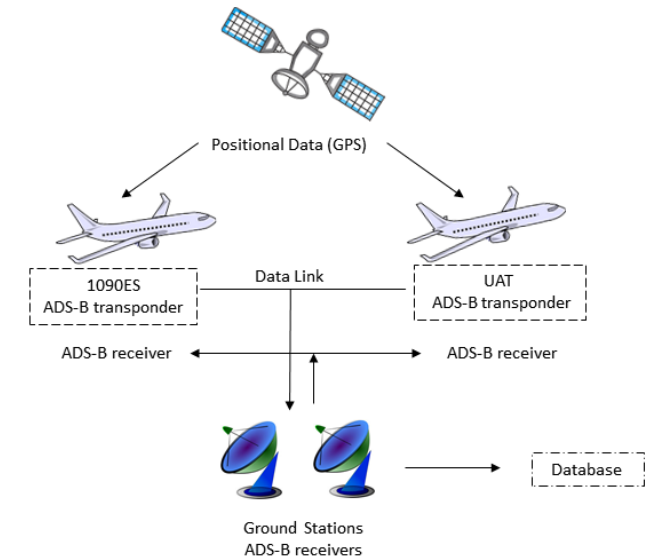 Positional Data (GPS)
1090ES
ADS-B transponder
Data Link
UAT
ADS-B transponder
ADS-B receiver
ADS-B receiver
Database
Ground Stations
ADS-B receivers